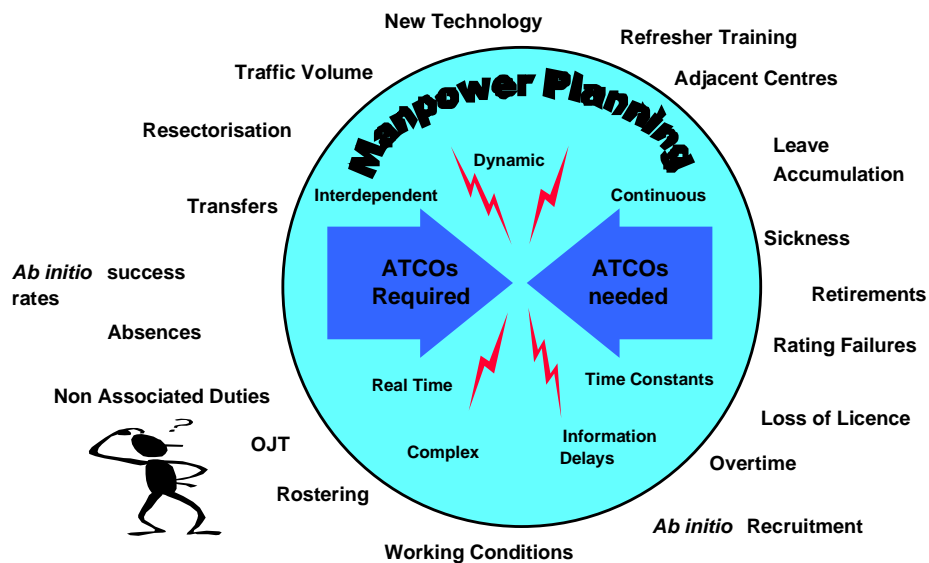 New Technology
Refresher Training
Traffic Volume
Adjacent Centres
Manpower Planning
Resectorisation
Leave
Accumulation
Dynamic
Interdependent
Continuous
Transfers
Sickness
ATCOs
Required
ATCOs
needed
Ab initio success
rates
Retirements
Absences
Rating Failures
Real Time
Time Constants
Non Associated Duties
Loss of Licence
?
OJT
Complex
Information
Delays
Overtime
Rostering
Ab initio Recruitment
Working Conditions